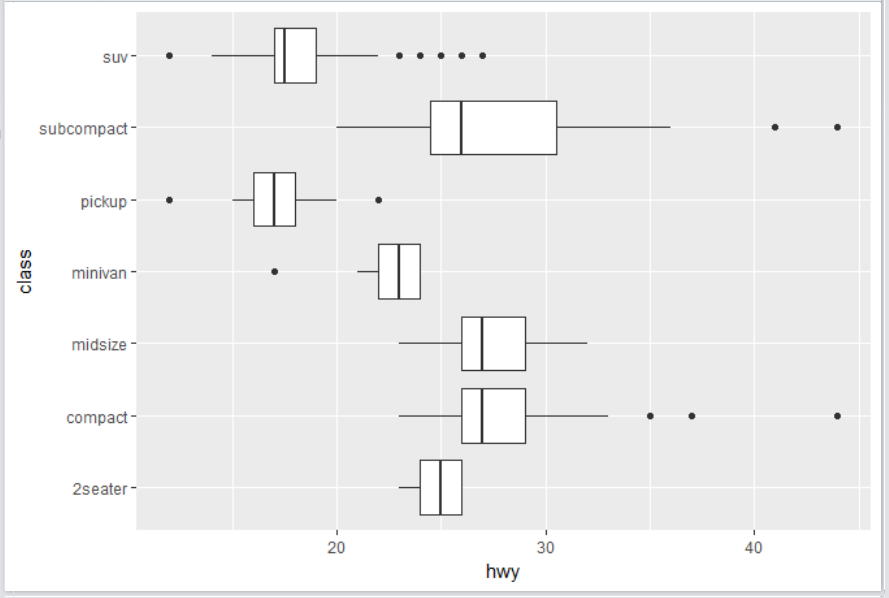 suv
subcompact
pickup
minivan
midsize
compact
2seater
class
20 30 40
hwy